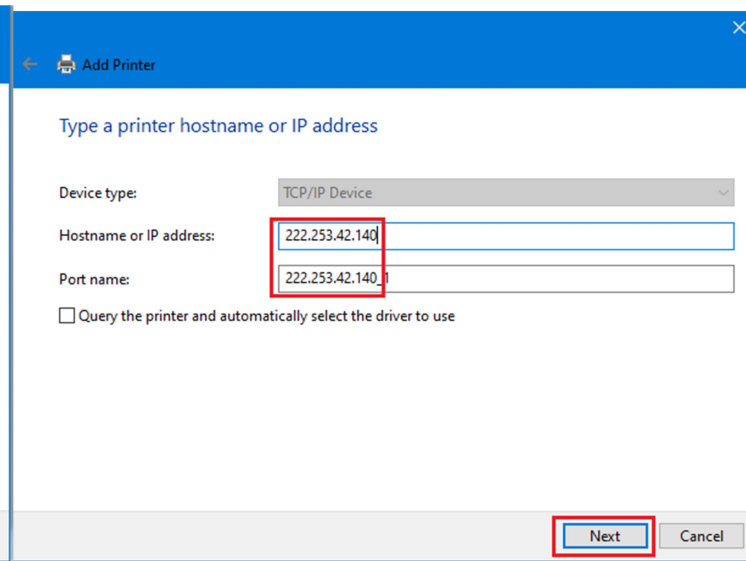 Add Printer
Type a printer hostname or IP address
Device type: TCP/IP Device
Hostname or IP address: 222.253.42.140
Port name: 222.253.42.140_1
Query the printer and automatically select the driver to use
Next Cancel